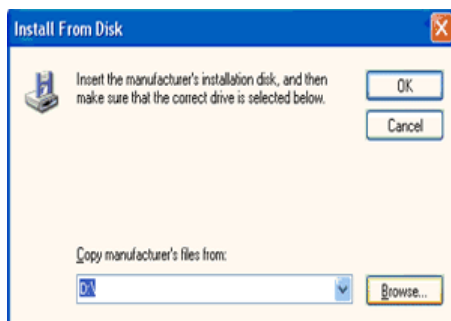 Install From Disk
Insert the manufacturer's installation disk, and then
make sure that the correct drive is selected below.
OK
Cancel
Copy manufacturer's files from:
D:\
Browse...